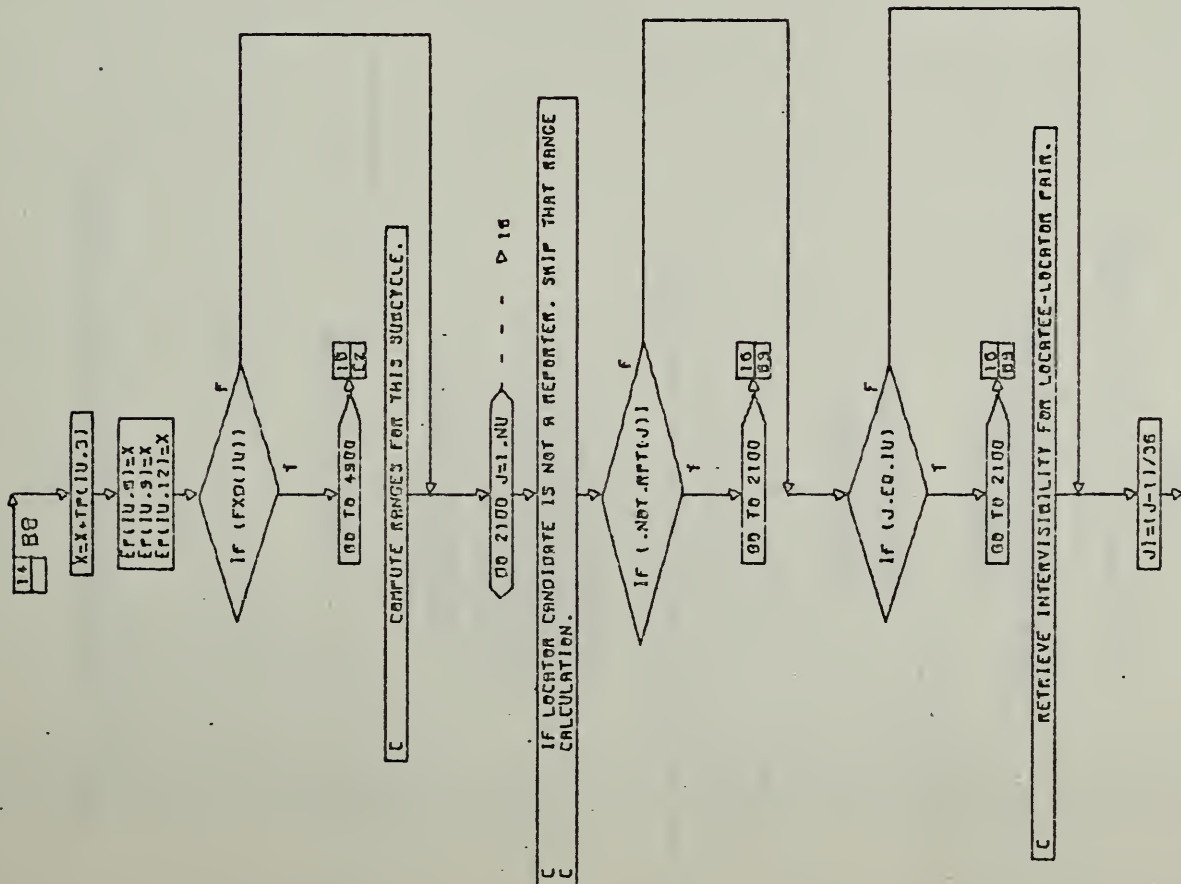 14 B8
X=X+TP(IU,3)
EP(IU,5)=X
EP(IU,9)=X
EP(IU,12)=X
IF (FXD(IU))
F
T
GO TO 4900
C COMPUTE RANGES FOR THIS SUBCYCLE.
DO 2100 J=1,NU
16
C IF LOCATOR CANDIDATE IS NOT A REPORTER, SKIP THAT RANGE
C CALCULATION.
IF (.NOT.RPT(J))
F
T
GO TO 2100
16
B9
IF (J.EQ.IU)
F
T
GO TO 2100
16
B9
C RETRIEVE INTERVISIBILITY FOR LOCATEE-LOCATOR PAIR.
J1=(J-1)/36